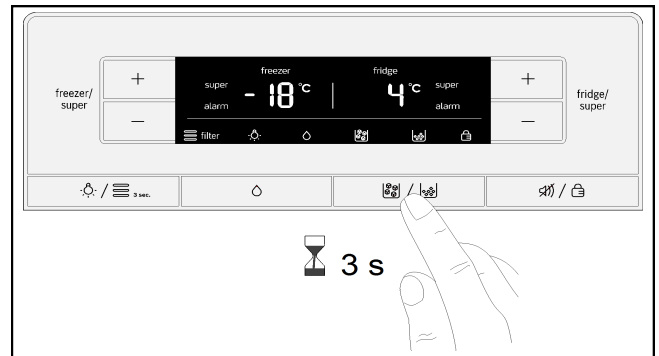 freezer/
super
+
−
freezer
super
alarm
-18 °C
fridge
4 °C
super
alarm
filter
+
−
fridge/
super
/ 3 sec.
/
/
3 s